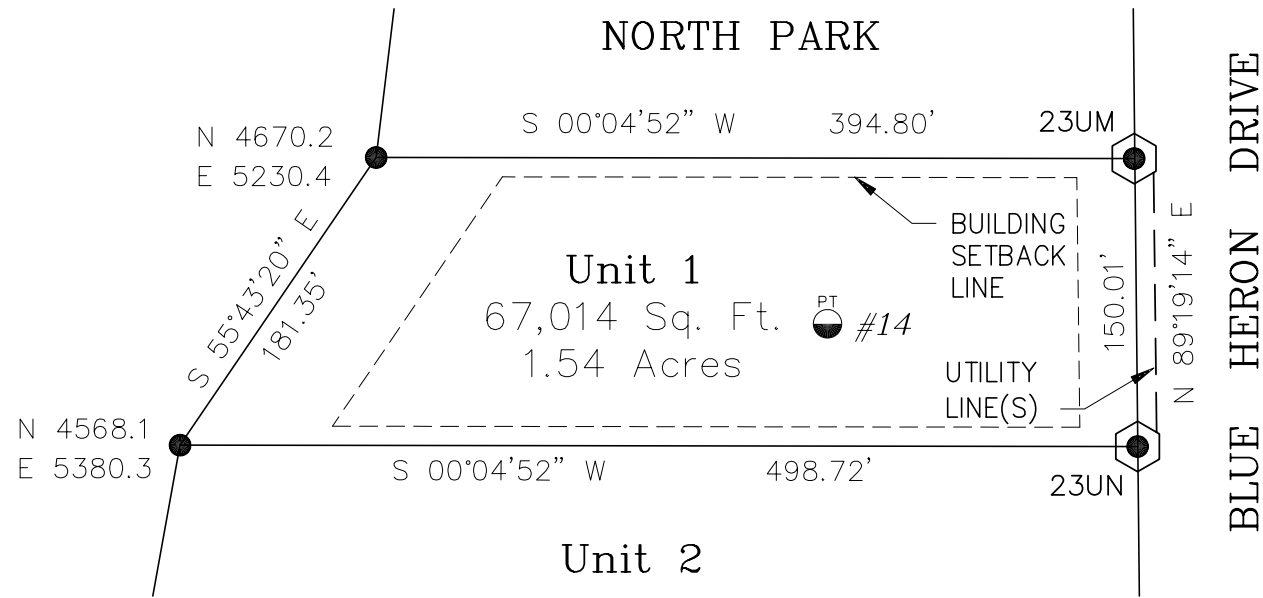 NORTH PARK
N 4670.2
E 5230.4
S 00°04'52" W 394.80'
23UM
S 55°43'20" E
181.35'
Unit 1
67,014 Sq. Ft.
1.54 Acres
PT
#14
BUILDING
SETBACK
LINE
UTILITY
LINE(S)
150.01'
N 89°19'14" E
BLUE HERON DRIVE
N 4568.1
E 5380.3
S 00°04'52" W 498.72'
23UN
Unit 2